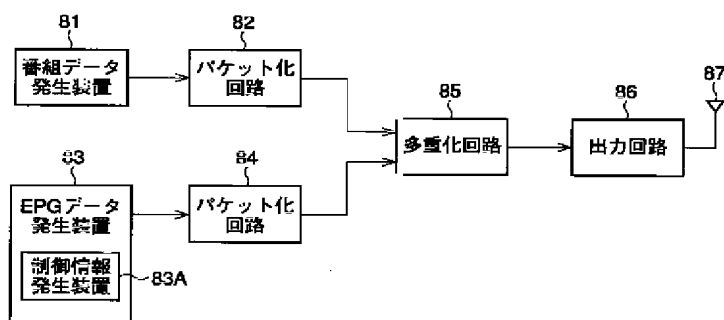 81
番組データ
発生装置
82
パケット化
回路
83
EPGデータ
発生装置
制御情報
発生装置
83A
84
パケット化
回路
85
多重化回路
86
出力回路
87